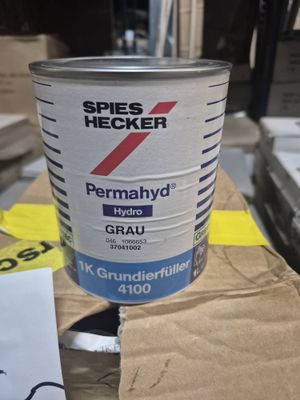 SPIES
HECKER
Permahyd®
Hydro
GRAU
046 1066653
37041002
1K Grundierfüller
4100